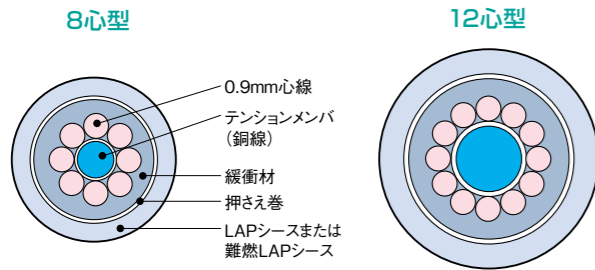 8心型
12心型
0.9mm心線
テンションメンバ
（鋼線）
緩衝材
押さえ巻
LAPシースまたは
難燃LAPシース